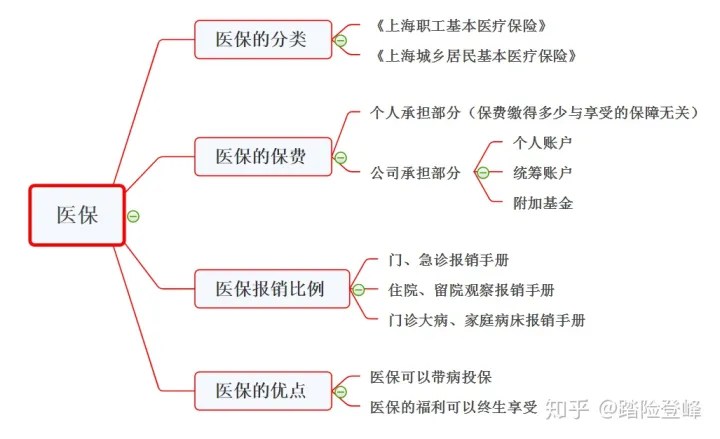 医保
医保的分类
《上海职工基本医疗保险》
《上海城乡居民基本医疗保险》
医保的保费
个人承担部分（保费缴得多少与享受的保障无关）
公司承担部分
个人账户
统筹账户
附加基金
医保报销比例
门、急诊报销手册
住院、留院观察报销手册
门诊大病、家庭病床报销手册
医保的优点
医保可以带病投保
医保的福利可以终生享受
知乎 @踏险登峰